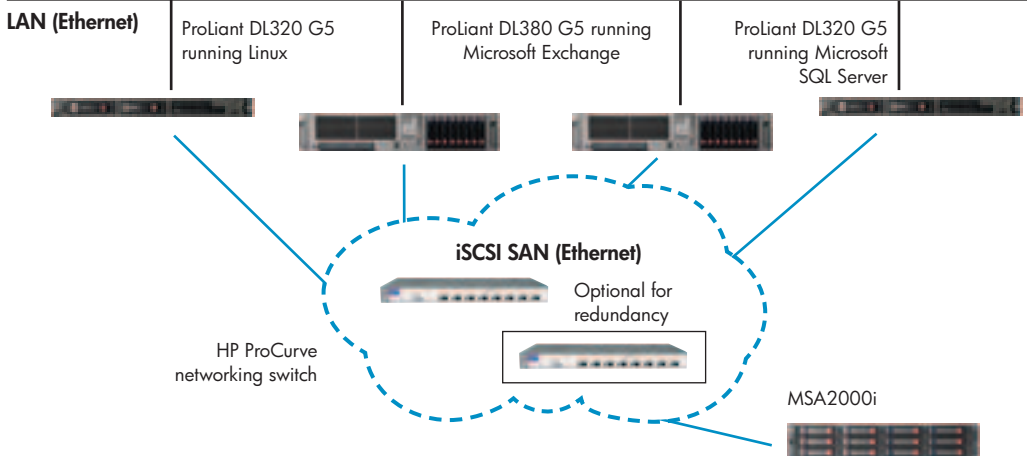 LAN (Ethernet)
ProLiant DL320 G5
running Linux
ProLiant DL380 G5 running
Microsoft Exchange
ProLiant DL320 G5
running Microsoft
SQL Server
iSCSI SAN (Ethernet)
Optional for
redundancy
HP ProCurve
networking switch
MSA2000i